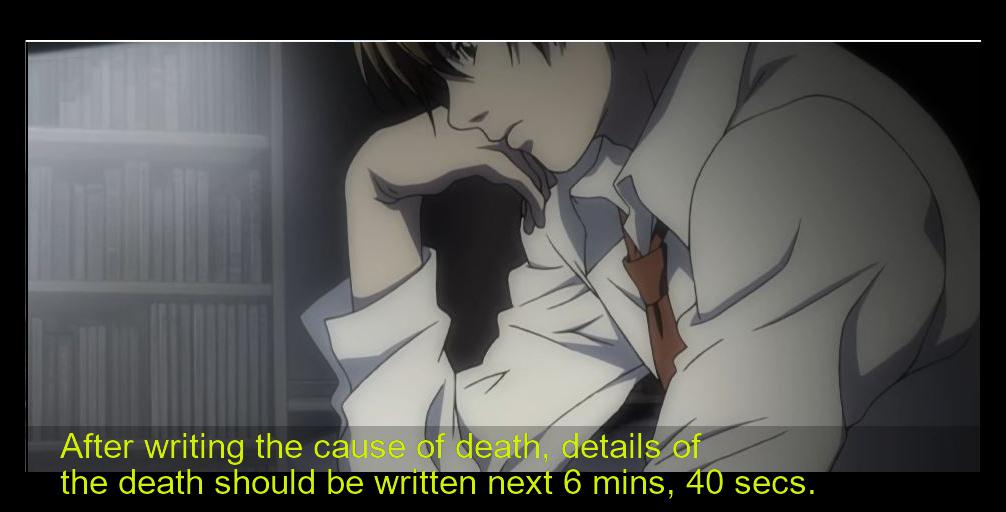 After writing the cause of death, details of
the death should be written next 6 mins, 40 secs.